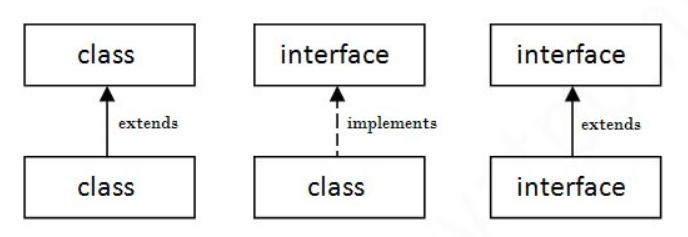 class interface interface
extends implements extends
class class interface